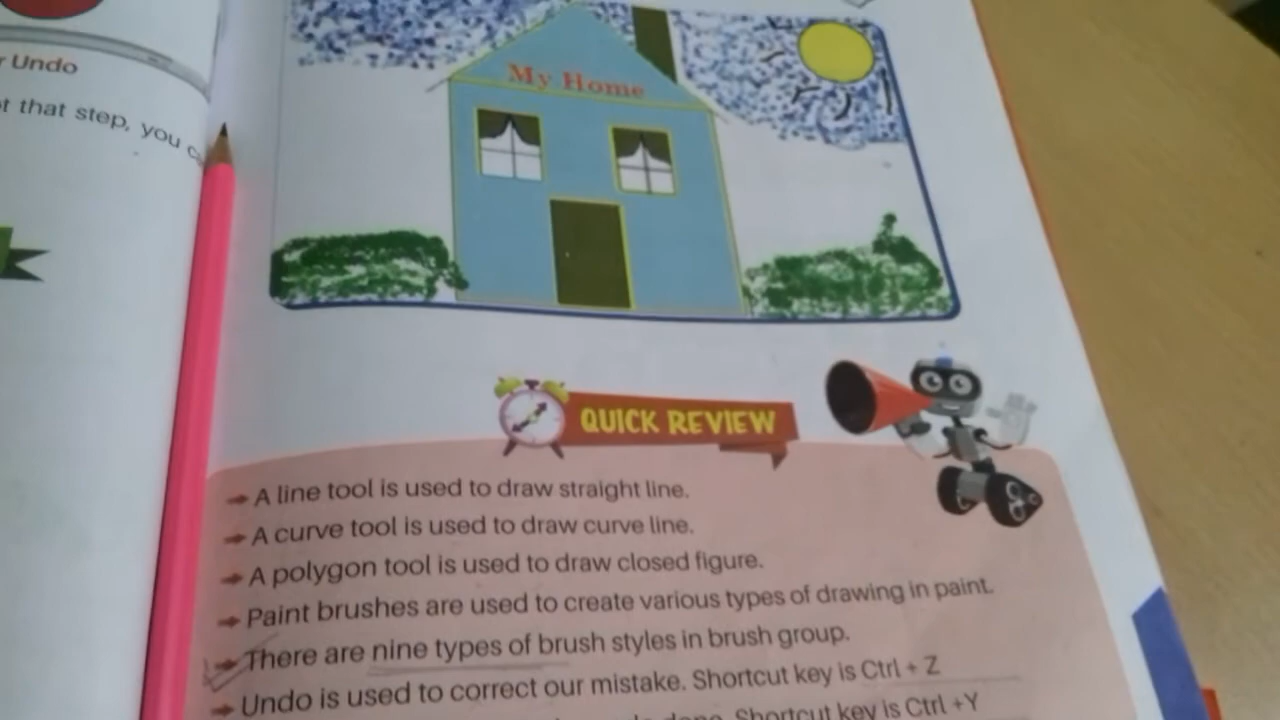 r Undo
that step, you
My Home
QUICK REVIEW
A line tool is used to draw straight line.
A curve tool is used to draw curve line.
A polygon tool is used to draw closed figure.
Paint brushes are used to create various types of drawing in paint.
There are nine types of brush styles in brush group.
Undo is used to correct our mistake. Shortcut key is Ctrl + Z
done. Shortcut key is Ctrl +Y